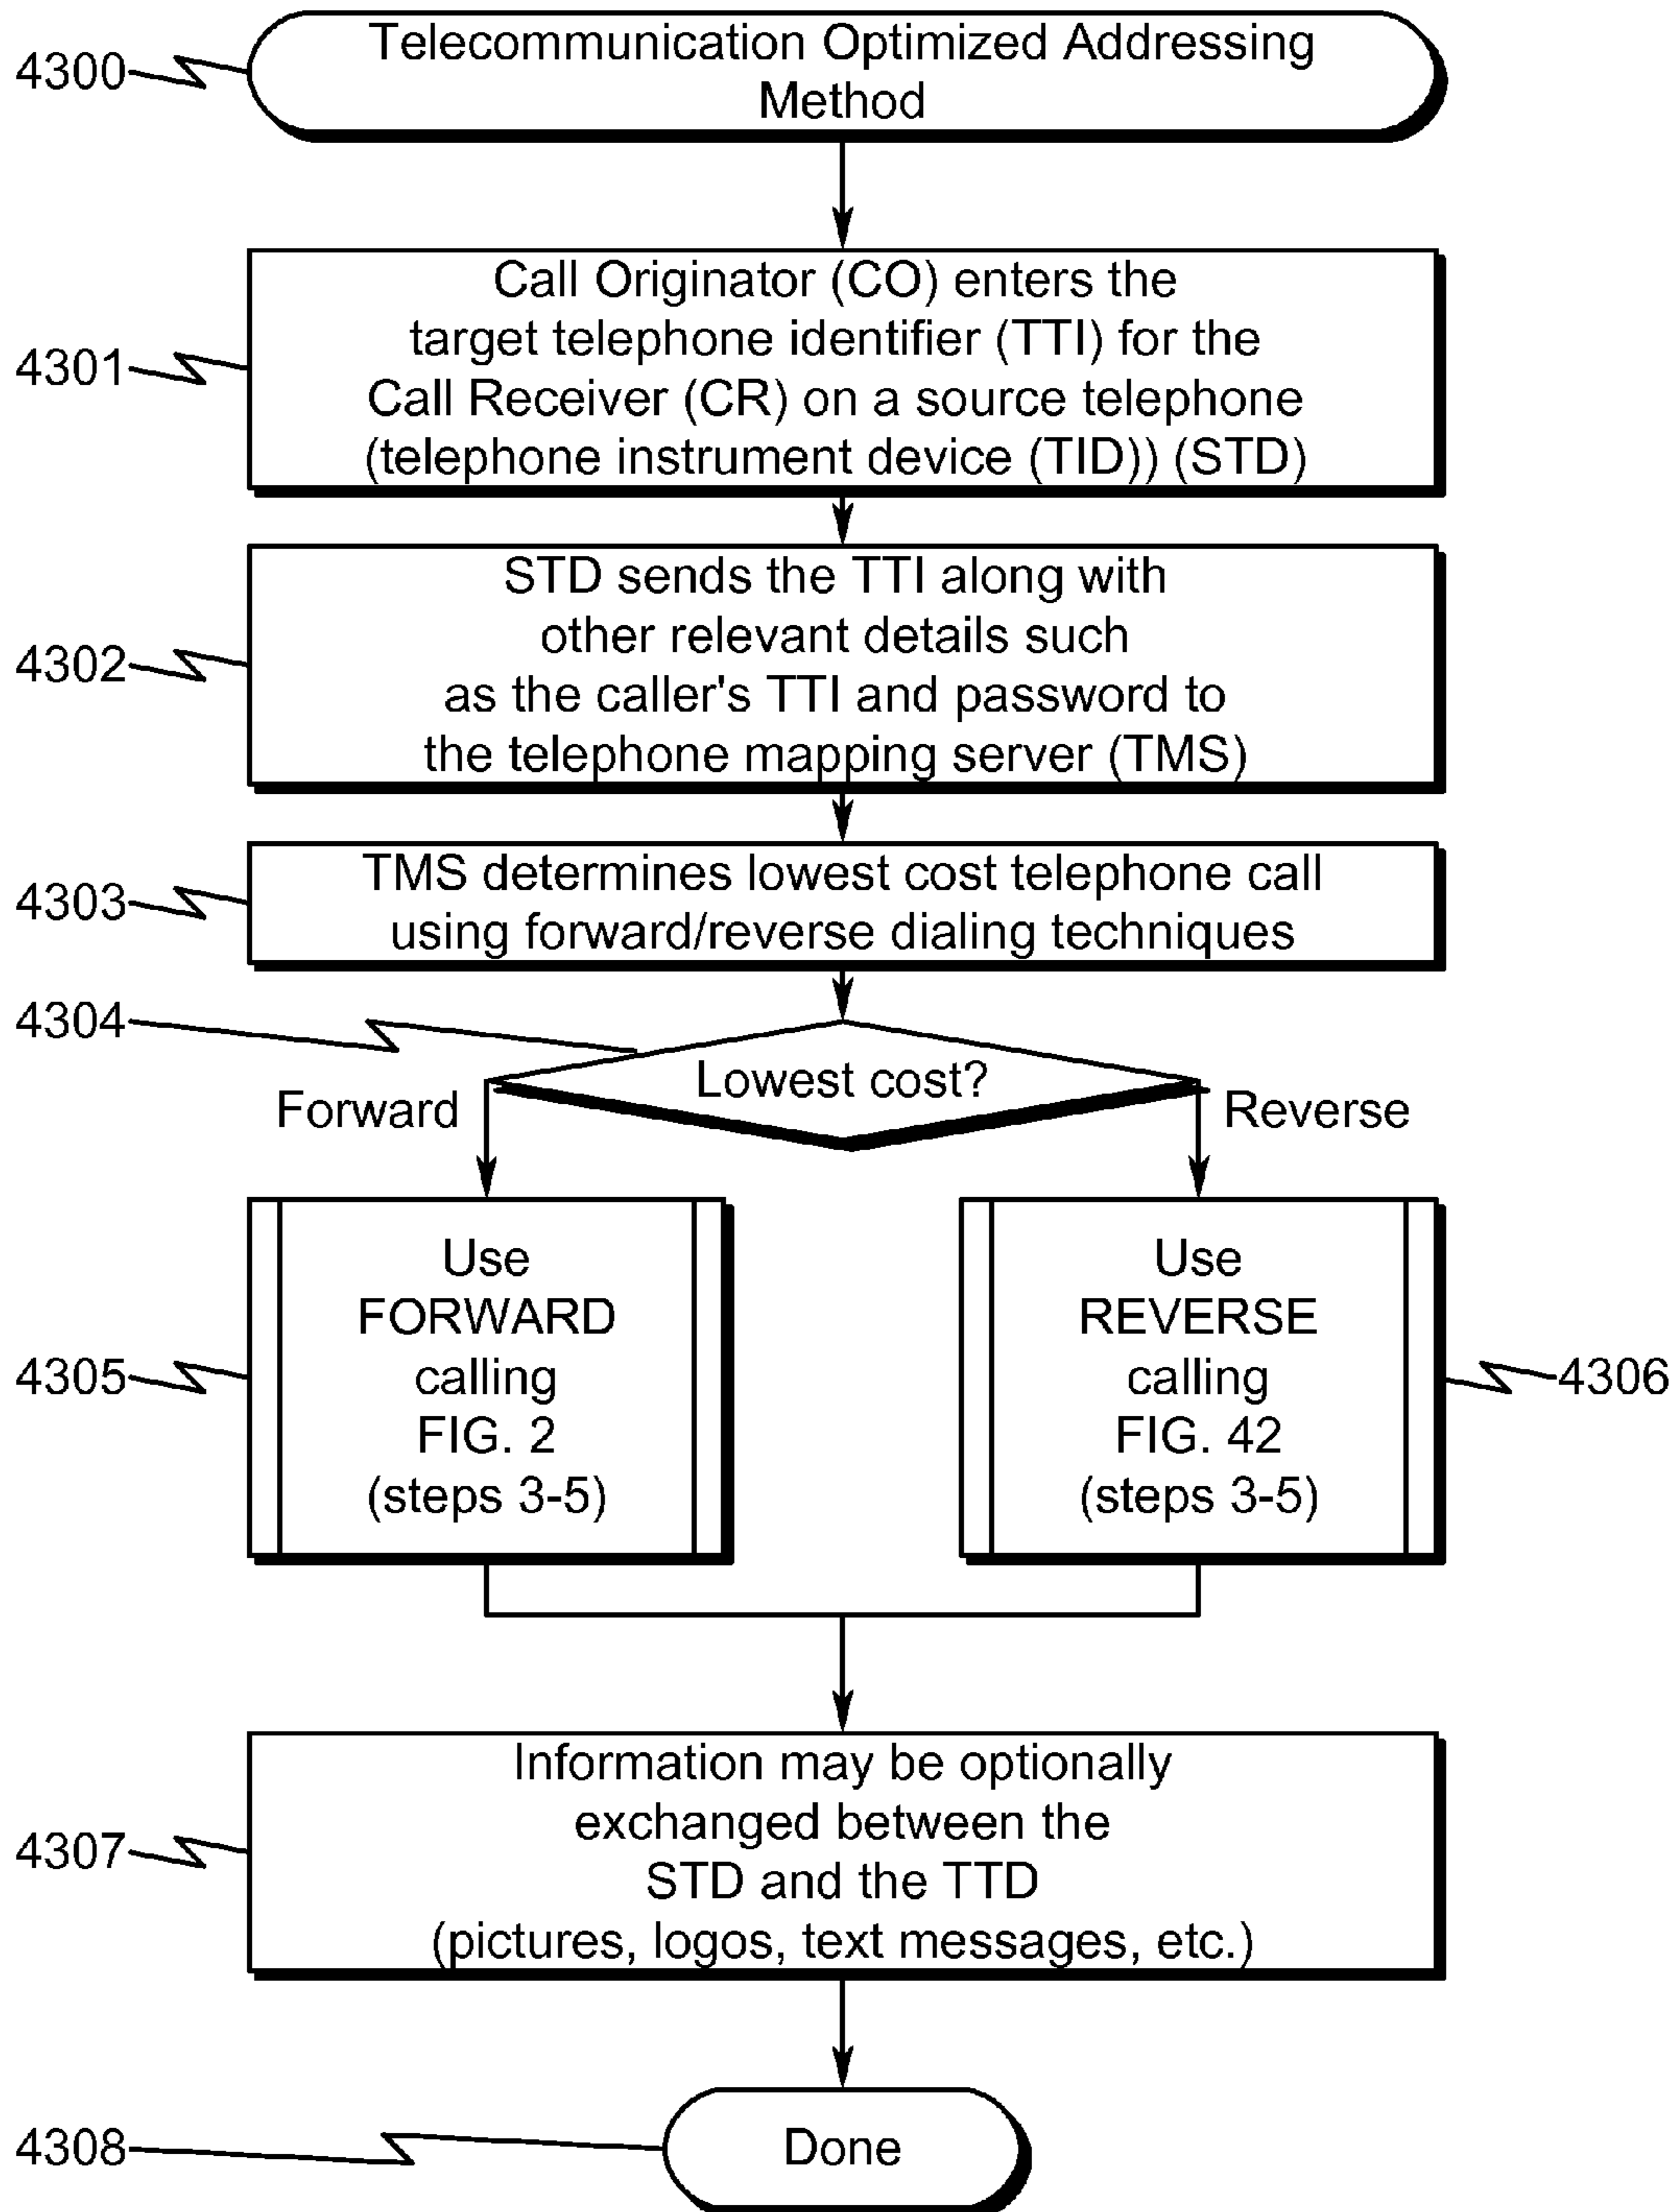 4300
Telecommunication Optimized Addressing
Method
4301
Call Originator (CO) enters the
target telephone identifier (TTI) for the
Call Receiver (CR) on a source telephone
(telephone instrument device (TID)) (STD)
4302
STD sends the TTI along with
other relevant details such
as the caller's TTI and password to
the telephone mapping server (TMS)
4303
TMS determines lowest cost telephone call
using forward/reverse dialing techniques
4304
Lowest cost?
Forward
Reverse
4305
Use
FORWARD
calling
FIG. 2
(steps 3-5)
Use
REVERSE
calling
FIG. 42
(steps 3-5)
4306
4307
Information may be optionally
exchanged between the
STD and the TTD
(pictures, logos, text messages, etc.)
4308
Done